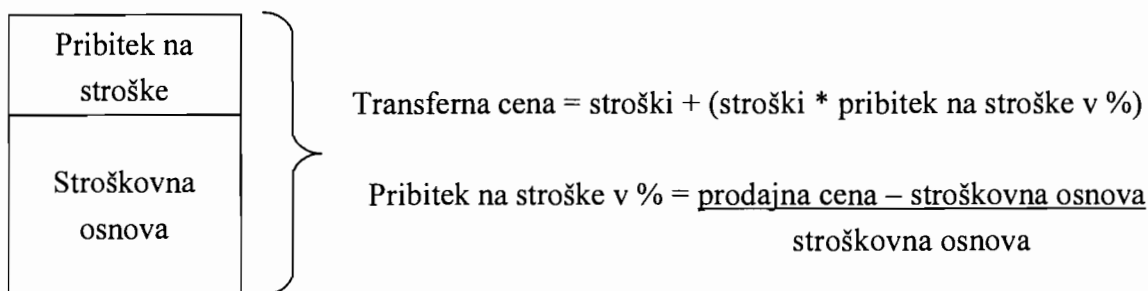 Pribitek na
stroške
Stroškovna
osnova
Transferna cena = stroški + (stroški * pribitek na stroške v %)
Pribitek na stroške v % = prodajna cena – stroškovna osnova
stroškovna osnova